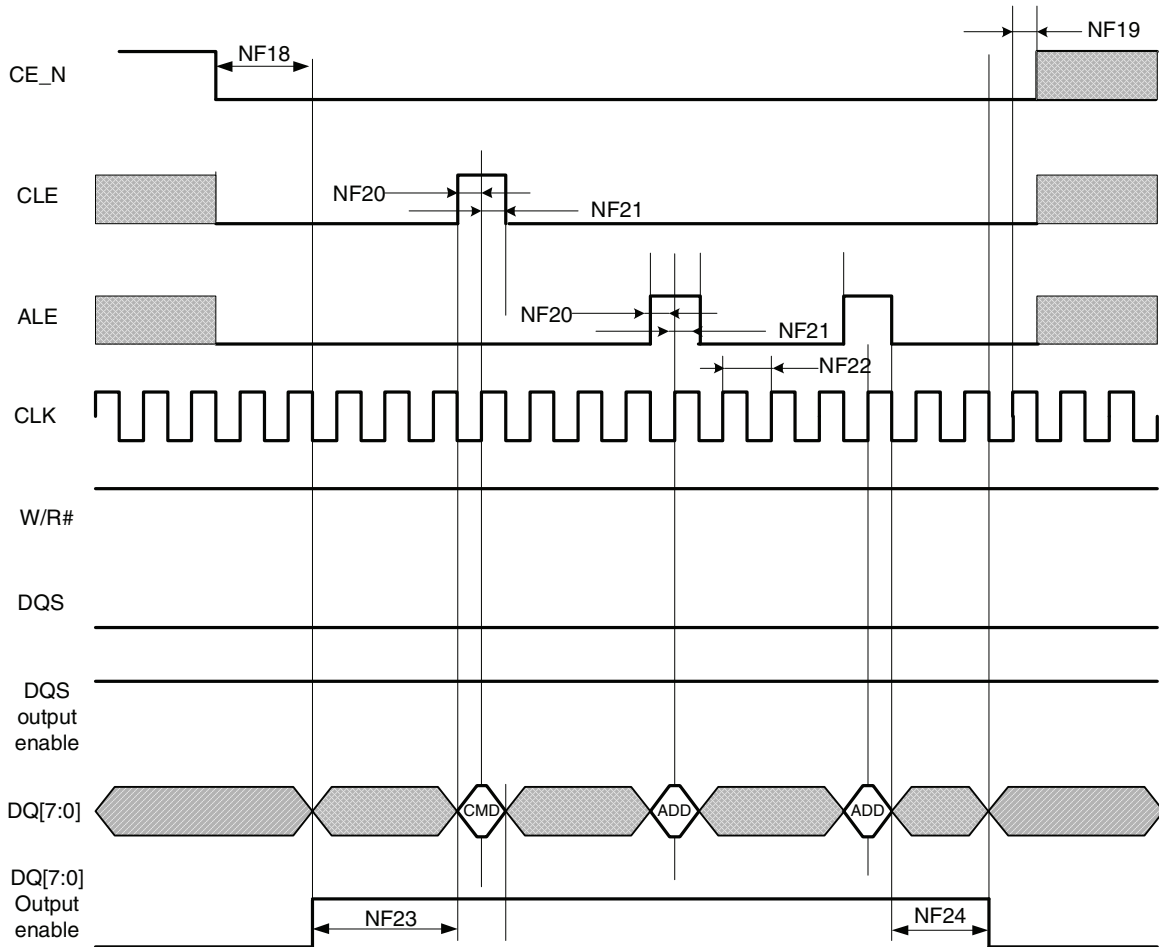 NF19
NF18
CE_N
CLE
NF20
NF21
ALE
NF20
NF21
NF22
CLK
W/R#
DQS
DQS
output
enable
DQ[7:0]
CMD
ADD
ADD
DQ[7:0]
Output
enable
NF23
NF24